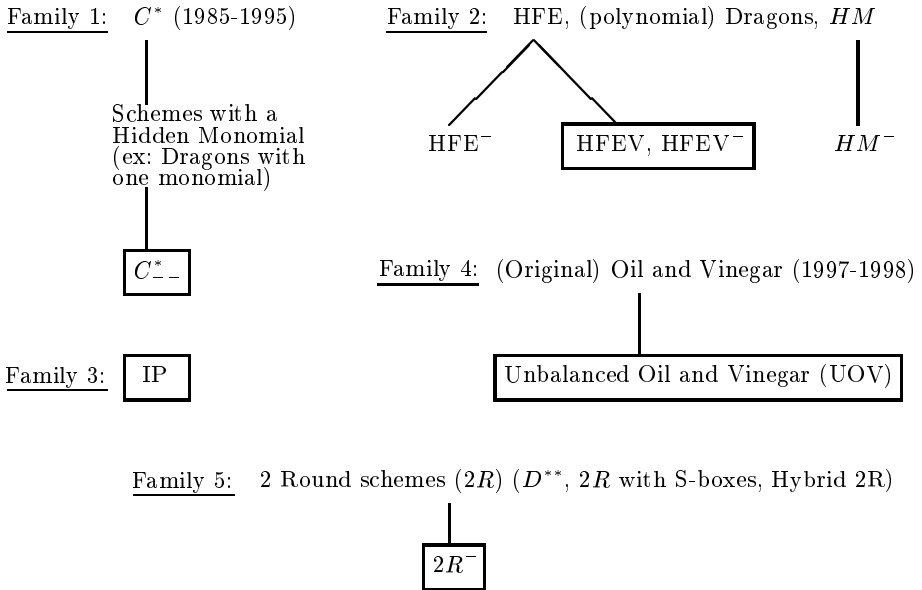 Family 1: C* (1985-1995)
Schemes with a
Hidden Monomial
(ex: Dragons with
one monomial)
C*−−
Family 2: HFE, (polynomial) Dragons, HM
HFE−
HFEV, HFEV−
HM−
Family 3: IP
Family 4: (Original) Oil and Vinegar (1997-1998)
Unbalanced Oil and Vinegar (UOV)
Family 5: 2 Round schemes (2R) (D**, 2R with S-boxes, Hybrid 2R)
2R−